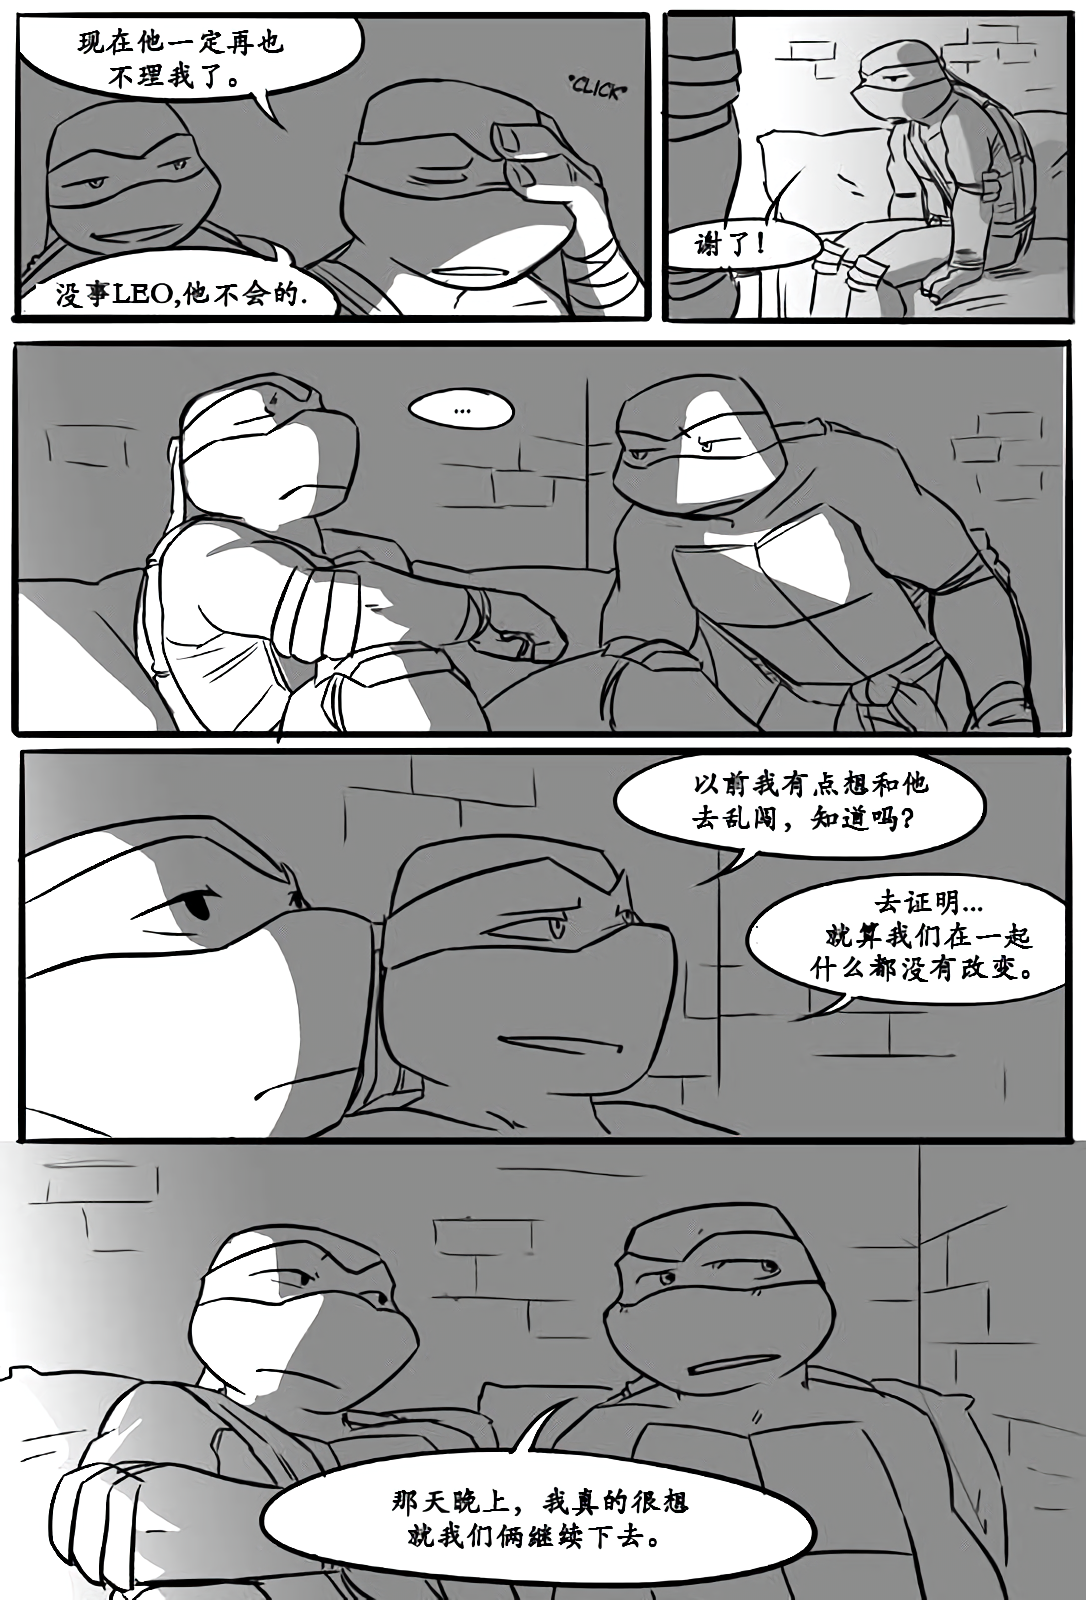 现在他一定再也
不理我了。
*CLICK*
没事LEO,他不会的.
谢了！
...
以前我有点想和他
去乱闯，知道吗？
去证明...
就算我们在一起
什么都没有改变。
那天晚上，我真的很想
就我们俩继续下去。